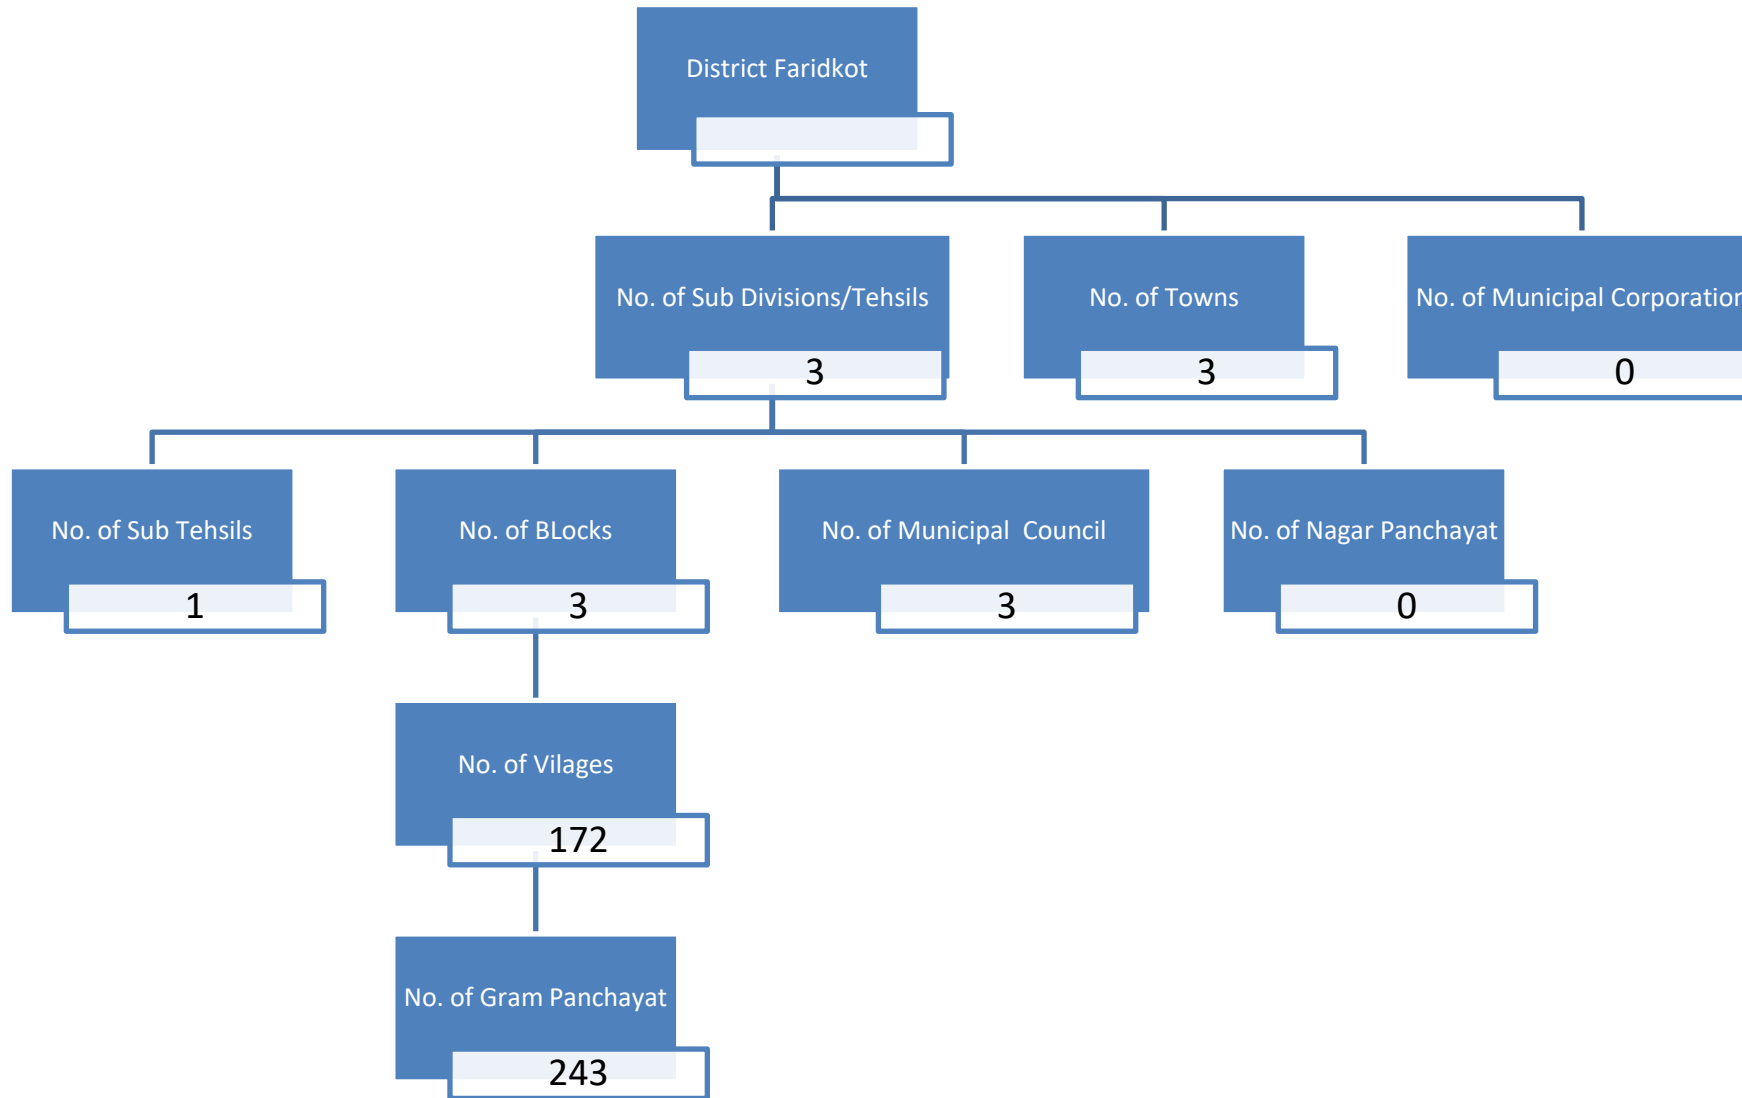 District Faridkot
No. of Sub Divisions/Tehsils
3
No. of Towns
3
No. of Municipal Corporation
0
No. of Sub Tehsils
1
No. of BLocks
3
No. of Municipal Council
3
No. of Nagar Panchayat
0
No. of Vilages
172
No. of Gram Panchayat
243